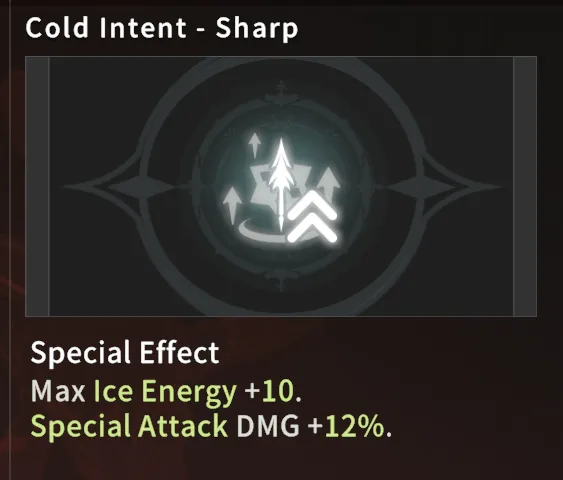 Cold Intent - Sharp
Special Effect
Max Ice Energy +10.
Special Attack DMG +12%.